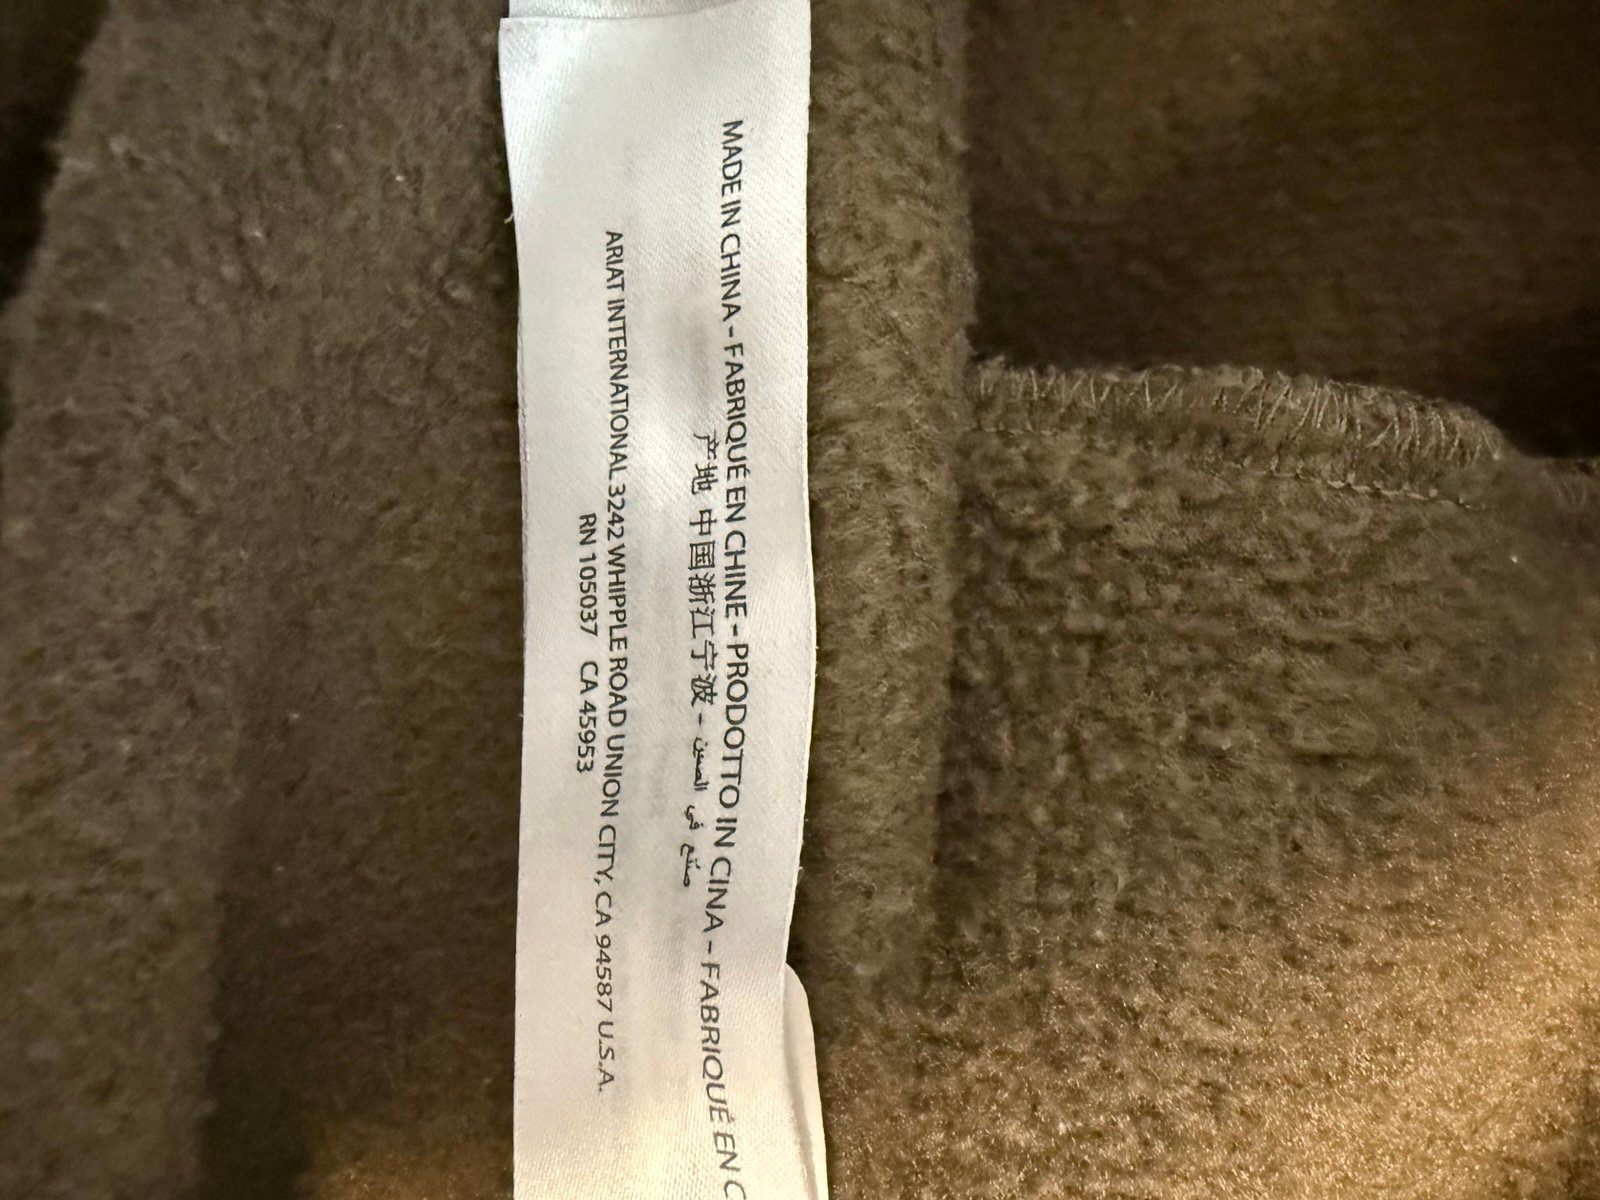 MADE IN CHINA - FABRIQUÉ EN CHINE - PRODOTTO IN CINA - FABRIQUÉ EN C
产地 中国浙江宁波 - صنع في الصين
ARIAT INTERNATIONAL 3242 WHIPPLE ROAD UNION CITY, CA 94587 U.S.A.
RN 105037 CA 45953